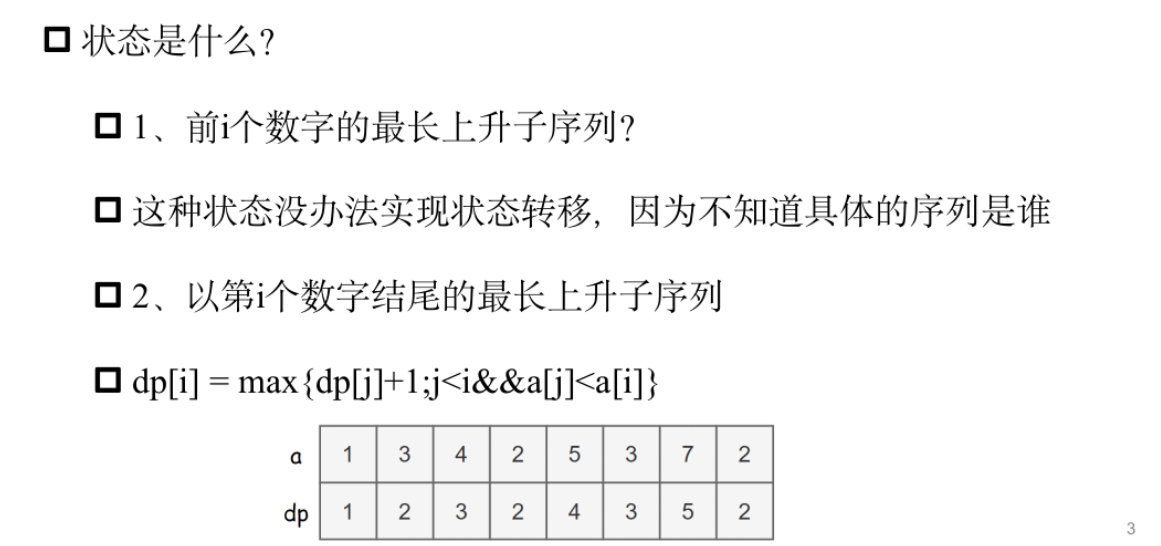 状态是什么?
1、前i个数字的最长上升子序列?
这种状态没办法实现状态转移，因为不知道具体的序列是谁
2、以第i个数字结尾的最长上升子序列
dp[i] = max{dp[j]+1;j<i&&a[j]<a[i]}
a 1 3 4 2 5 3 7 2
dp 1 2 3 2 4 3 5 2
3